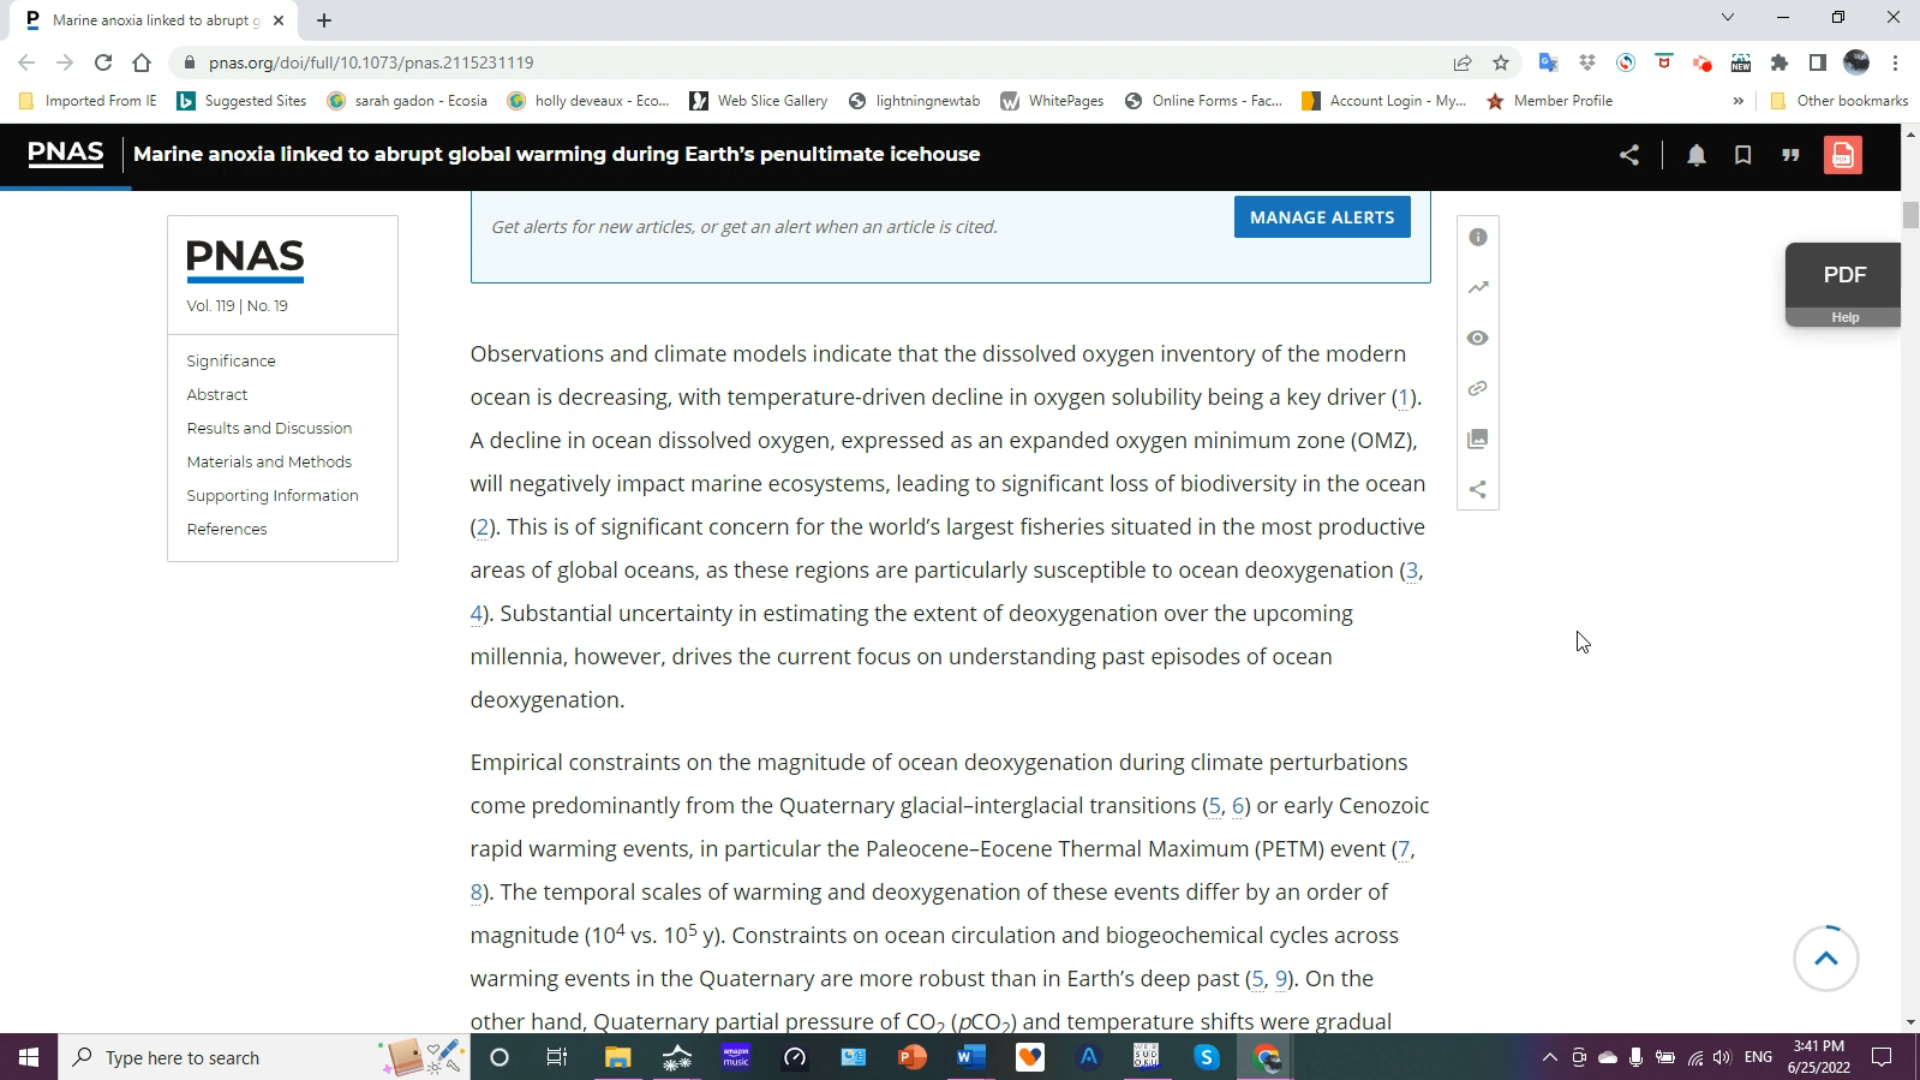 Marine anoxia linked to abrupt g
pnas.org/doi/full/10.1073/pnas.2115231119
Imported From IE
Suggested Sites
sarah gadon - Ecosia
holly deveaux - Eco...
Web Slice Gallery
lightningnewtab
WhitePages
Online Forms - Fac...
Account Login - My...
Member Profile
»
Other bookmarks
PNAS
Marine anoxia linked to abrupt global warming during Earth's penultimate icehouse
Get alerts for new articles, or get an alert when an article is cited.
MANAGE ALERTS
PNAS
Vol. 119 | No. 19
Significance
Abstract
Results and Discussion
Materials and Methods
Supporting Information
References
PDF
Help
Observations and climate models indicate that the dissolved oxygen inventory of the modern
ocean is decreasing, with temperature-driven decline in oxygen solubility being a key driver (1).
A decline in ocean dissolved oxygen, expressed as an expanded oxygen minimum zone (OMZ),
will negatively impact marine ecosystems, leading to significant loss of biodiversity in the ocean
(2). This is of significant concern for the world's largest fisheries situated in the most productive
areas of global oceans, as these regions are particularly susceptible to ocean deoxygenation (3,
4). Substantial uncertainty in estimating the extent of deoxygenation over the upcoming
millennia, however, drives the current focus on understanding past episodes of ocean
deoxygenation.
Empirical constraints on the magnitude of ocean deoxygenation during climate perturbations
come predominantly from the Quaternary glacial–interglacial transitions (5, 6) or early Cenozoic
rapid warming events, in particular the Paleocene–Eocene Thermal Maximum (PETM) event (7,
8). The temporal scales of warming and deoxygenation of these events differ by an order of
magnitude (10⁴ vs. 10⁵ y). Constraints on ocean circulation and biogeochemical cycles across
warming events in the Quaternary are more robust than in Earth's deep past (5, 9). On the
other hand, Quaternary partial pressure of CO₂ (pCO₂) and temperature shifts were gradual
Type here to search
amazon
music
WEB
SUD
OKU
ENG
3:41 PM
6/25/2022